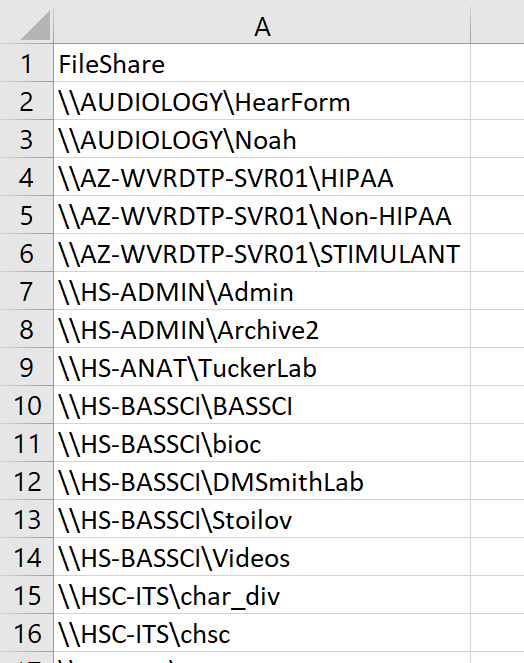 A
1 FileShare
2 \\AUDIOLOGY\HearForm
3 \\AUDIOLOGY\Noah
4 \\AZ-WVRDTP-SVR01\HIPAA
5 \\AZ-WVRDTP-SVR01\Non-HIPAA
6 \\AZ-WVRDTP-SVR01\STIMULANT
7 \\HS-ADMIN\Admin
8 \\HS-ADMIN\Archive2
9 \\HS-ANAT\TuckerLab
10 \\HS-BASSCI\BASSCI
11 \\HS-BASSCI\bioc
12 \\HS-BASSCI\DMSmithLab
13 \\HS-BASSCI\Stoilov
14 \\HS-BASSCI\Videos
15 \\HSC-ITS\char_div
16 \\HSC-ITS\chsc